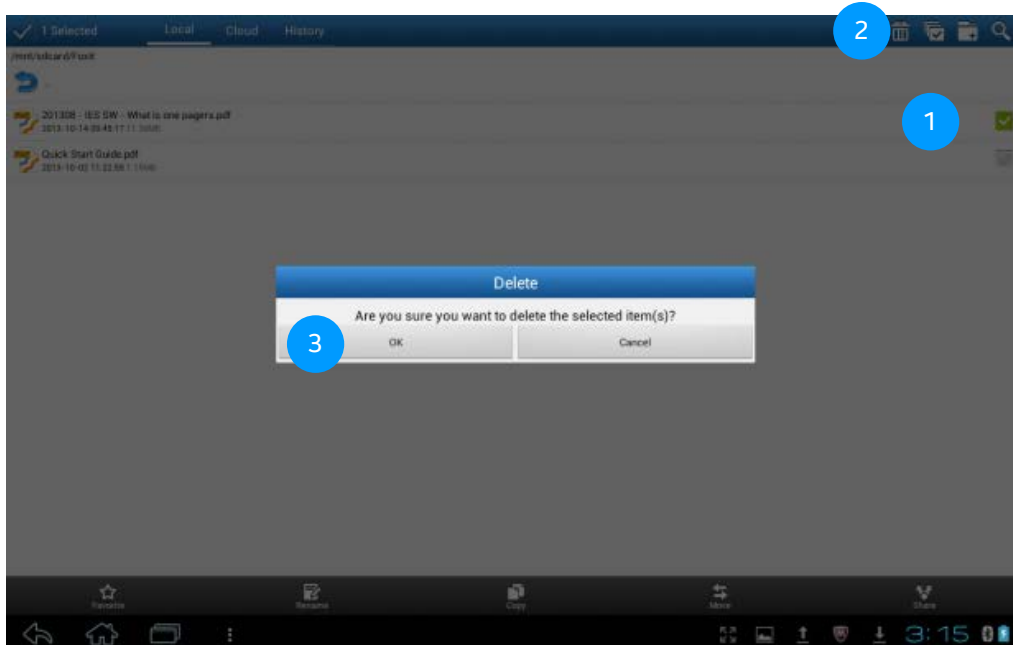 1 Selected Local Cloud History 2
/mnt/sdcard/Foxit
..
201308 - IES SW - What is one pagers.pdf
1
Quick Start Guide.pdf
Delete
Are you sure you want to delete the selected item(s)?
3 OK Cancel
Favorite Rename Copy Move Share
3:15